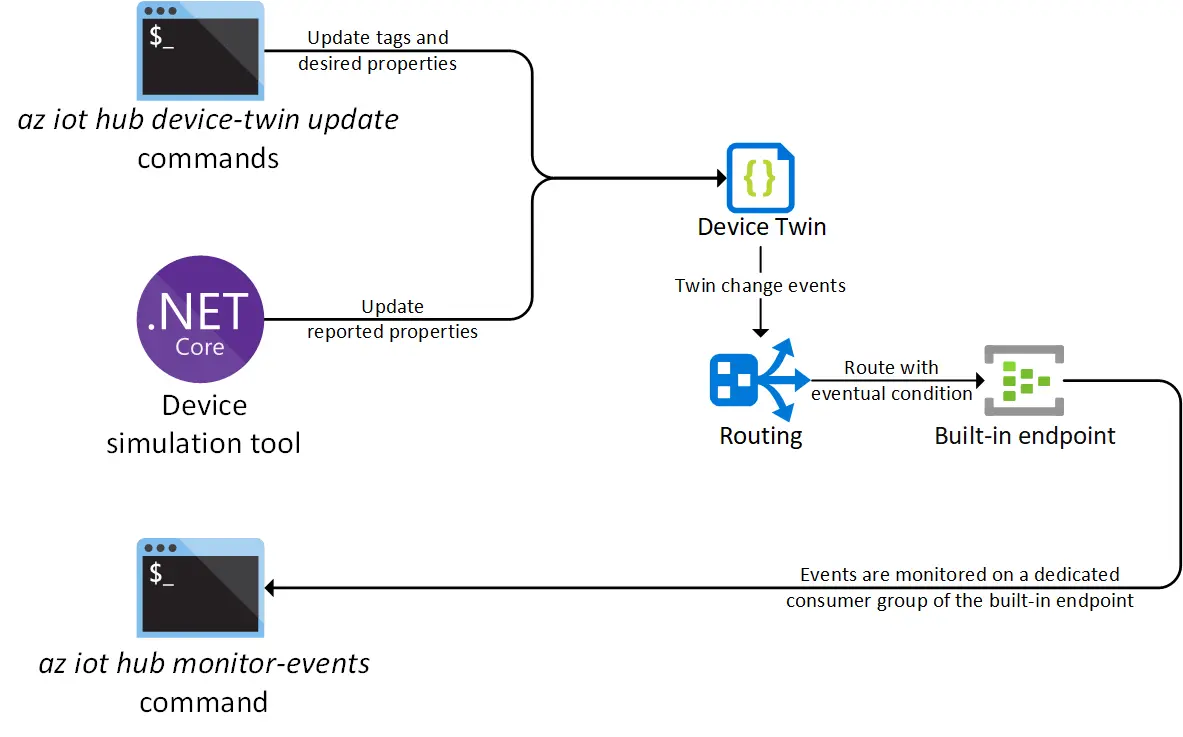 $_
Update tags and
desired properties
az iot hub device-twin update
commands
{}
Device Twin
.NET
Core
Update
reported properties
Device
simulation tool
Twin change events
Route with
eventual condition
Routing
Built-in endpoint
$_
Events are monitored on a dedicated
consumer group of the built-in endpoint
az iot hub monitor-events
command